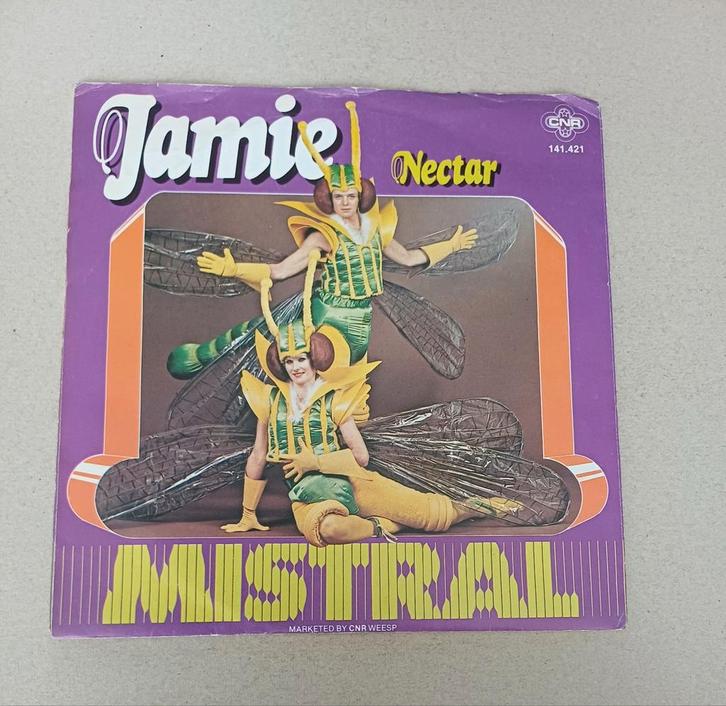 Jamie
Nectar
CNR
141.421
MISTRAL
MARKETED BY CNR WEESP